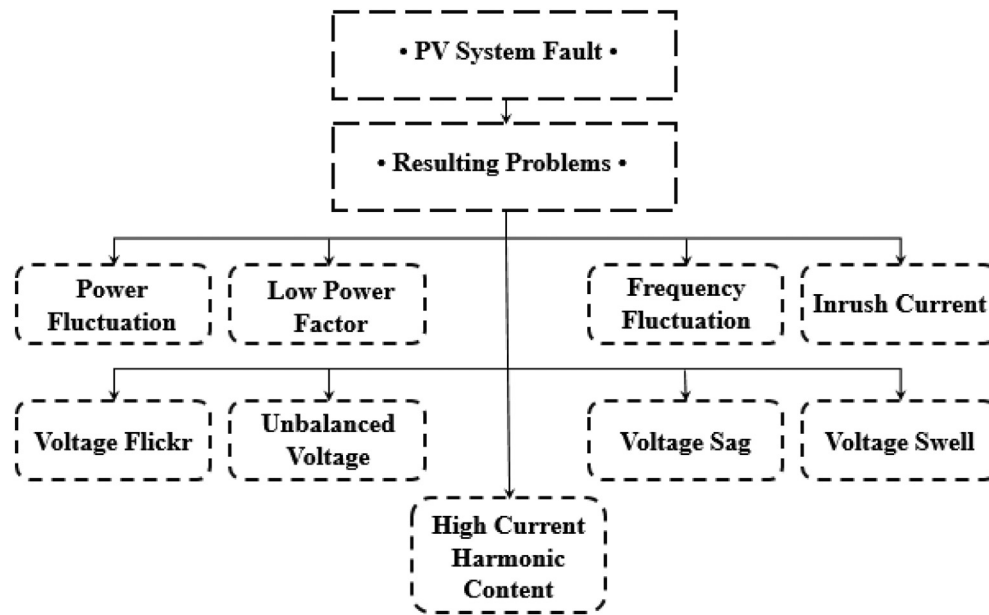 • PV System Fault •
• Resulting Problems •
Power
Fluctuation
Low Power
Factor
Frequency
Fluctuation
Inrush Current
Voltage Flickr
Unbalanced
Voltage
Voltage Sag
Voltage Swell
High Current
Harmonic
Content